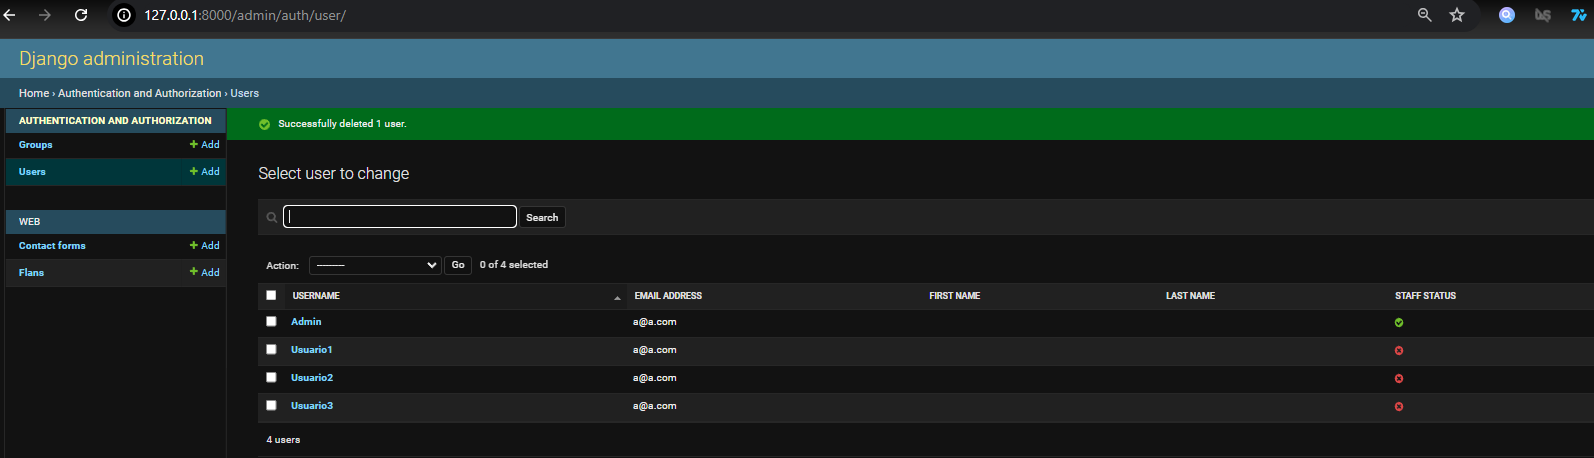 127.0.0.1:8000/admin/auth/user/
Django administration
Home › Authentication and Authorization › Users
AUTHENTICATION AND AUTHORIZATION
Groups + Add
Users + Add
WEB
Contact forms + Add
Flans + Add
Successfully deleted 1 user.
Select user to change
Search
Action: --------- Go 0 of 4 selected
USERNAME EMAIL ADDRESS FIRST NAME LAST NAME STAFF STATUS
Admin a@a.com
Usuario1 a@a.com
Usuario2 a@a.com
Usuario3 a@a.com
4 users